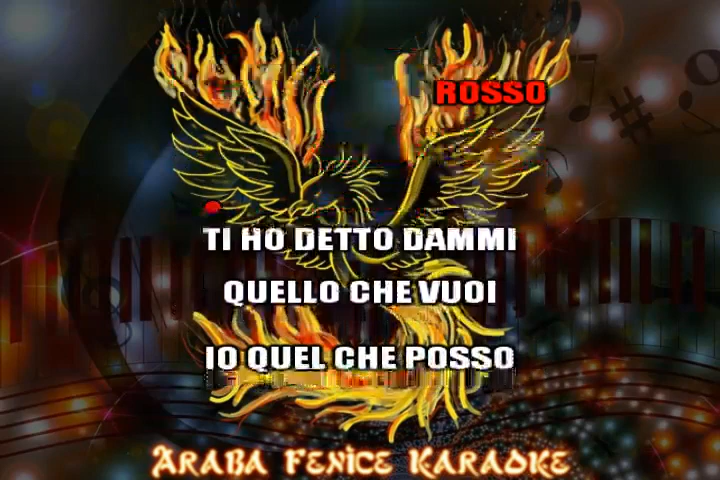 ROSSO
TI HO DETTO DAMMI
QUELLO CHE VUOI
IO QUEL CHE POSSO
ARABA FENICE KARAOKE